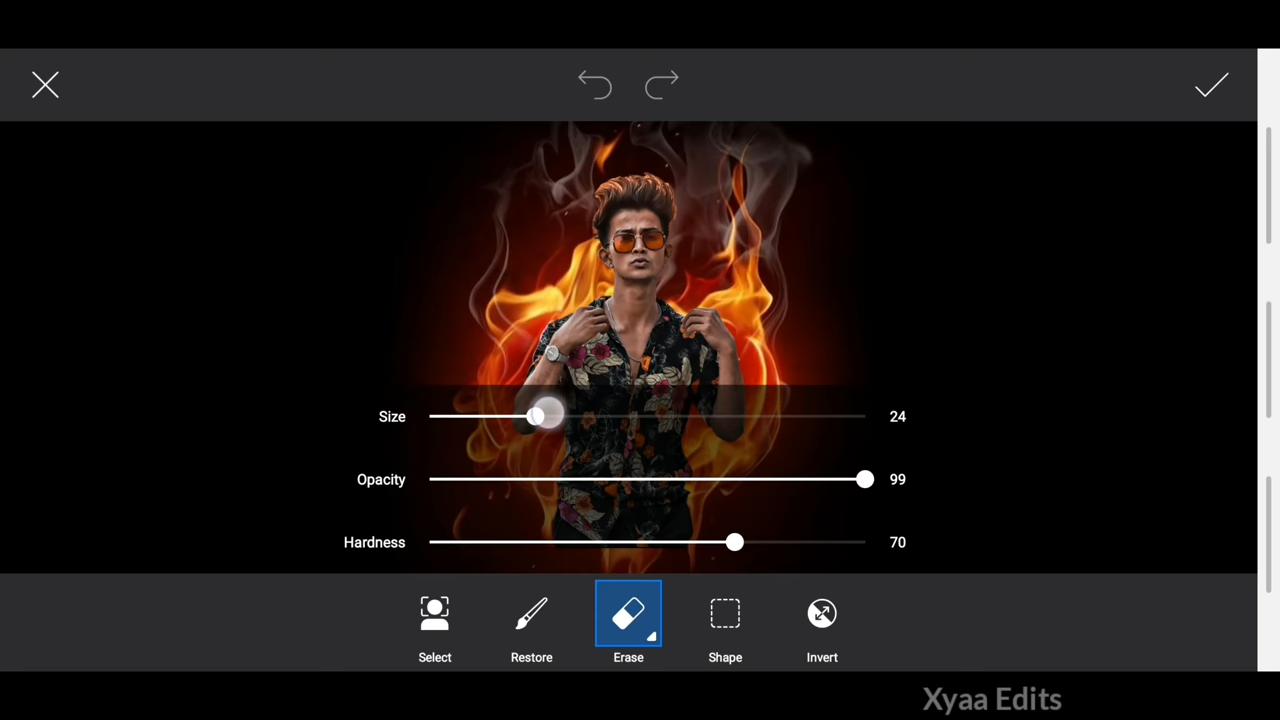 Size 24
Opacity 99
Hardness 70
Select Restore Erase Shape Invert
Xyaa Edits